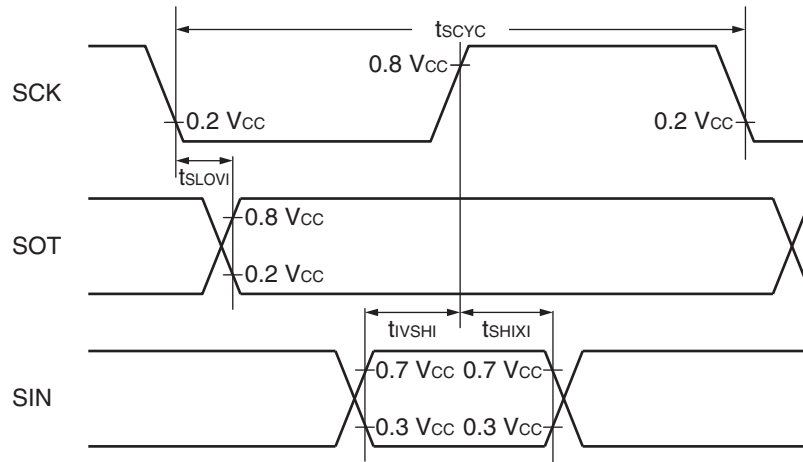 tSCYC
SCK
0.8 VCC
0.2 VCC
0.2 VCC
tSLOVI
SOT
0.8 VCC
0.2 VCC
tIVSHI
tSHIXI
SIN
0.7 VCC
0.7 VCC
0.3 VCC
0.3 VCC